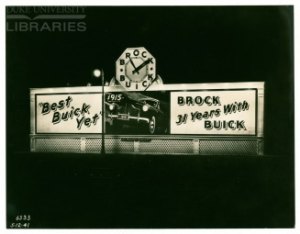 DUKE UNIVERSITY
LIBRARIES
BROCK
BUICK
"Best
Buick
Yet"
1915
BROCK
31 Years With
BUICK
6333
5-12-41